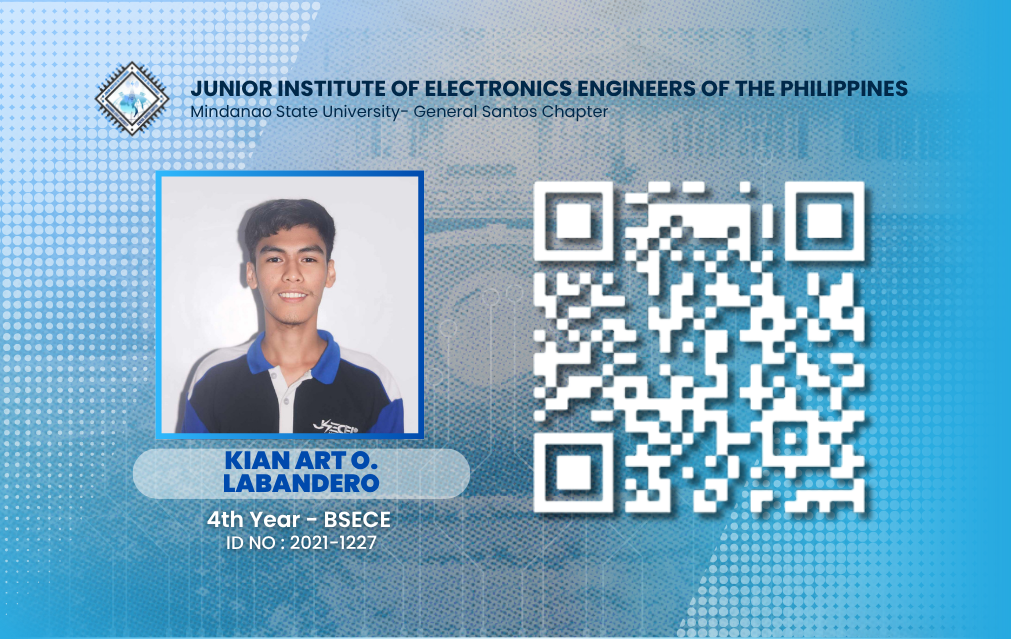 JUNIOR INSTITUTE OF ELECTRONICS ENGINEERS OF THE PHILIPPINES
Mindanao State University- General Santos Chapter
KIAN ART O.
LABANDERO
4th Year - BSECE
ID NO : 2021-1227